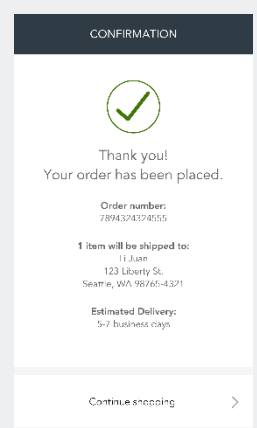 CONFIRMATION
Thank you!
Your order has been placed.
Order number:
7894324324555
1 item will be shipped to:
Li Juan
123 Liberty St.
Seattle, WA 98765-4321
Estimated Delivery:
5-7 business days
Continue shopping